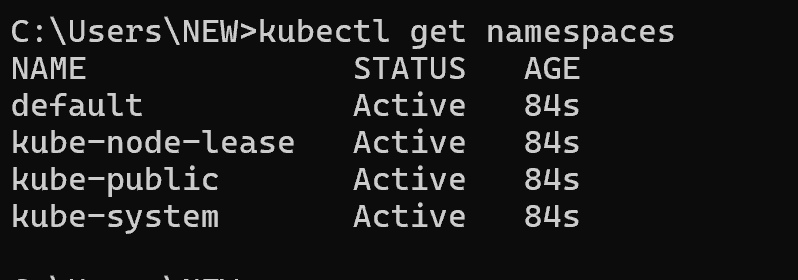 C:\Users\NEW>kubectl get namespaces
NAME STATUS AGE
default Active 84s
kube-node-lease Active 84s
kube-public Active 84s
kube-system Active 84s